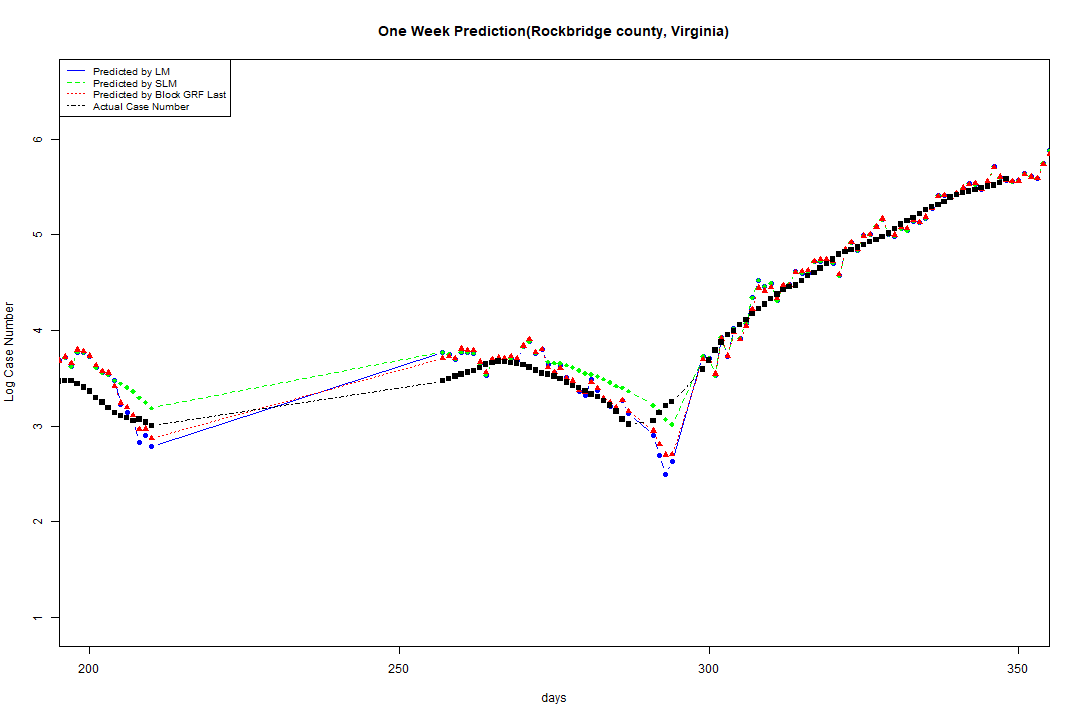 One Week Prediction(Rockbridge county, Virginia)
Predicted by LM
Predicted by SLM
Predicted by Block GRF Last
Actual Case Number
6
5
4
3
2
1
Log Case Number
200
250
300
350
days